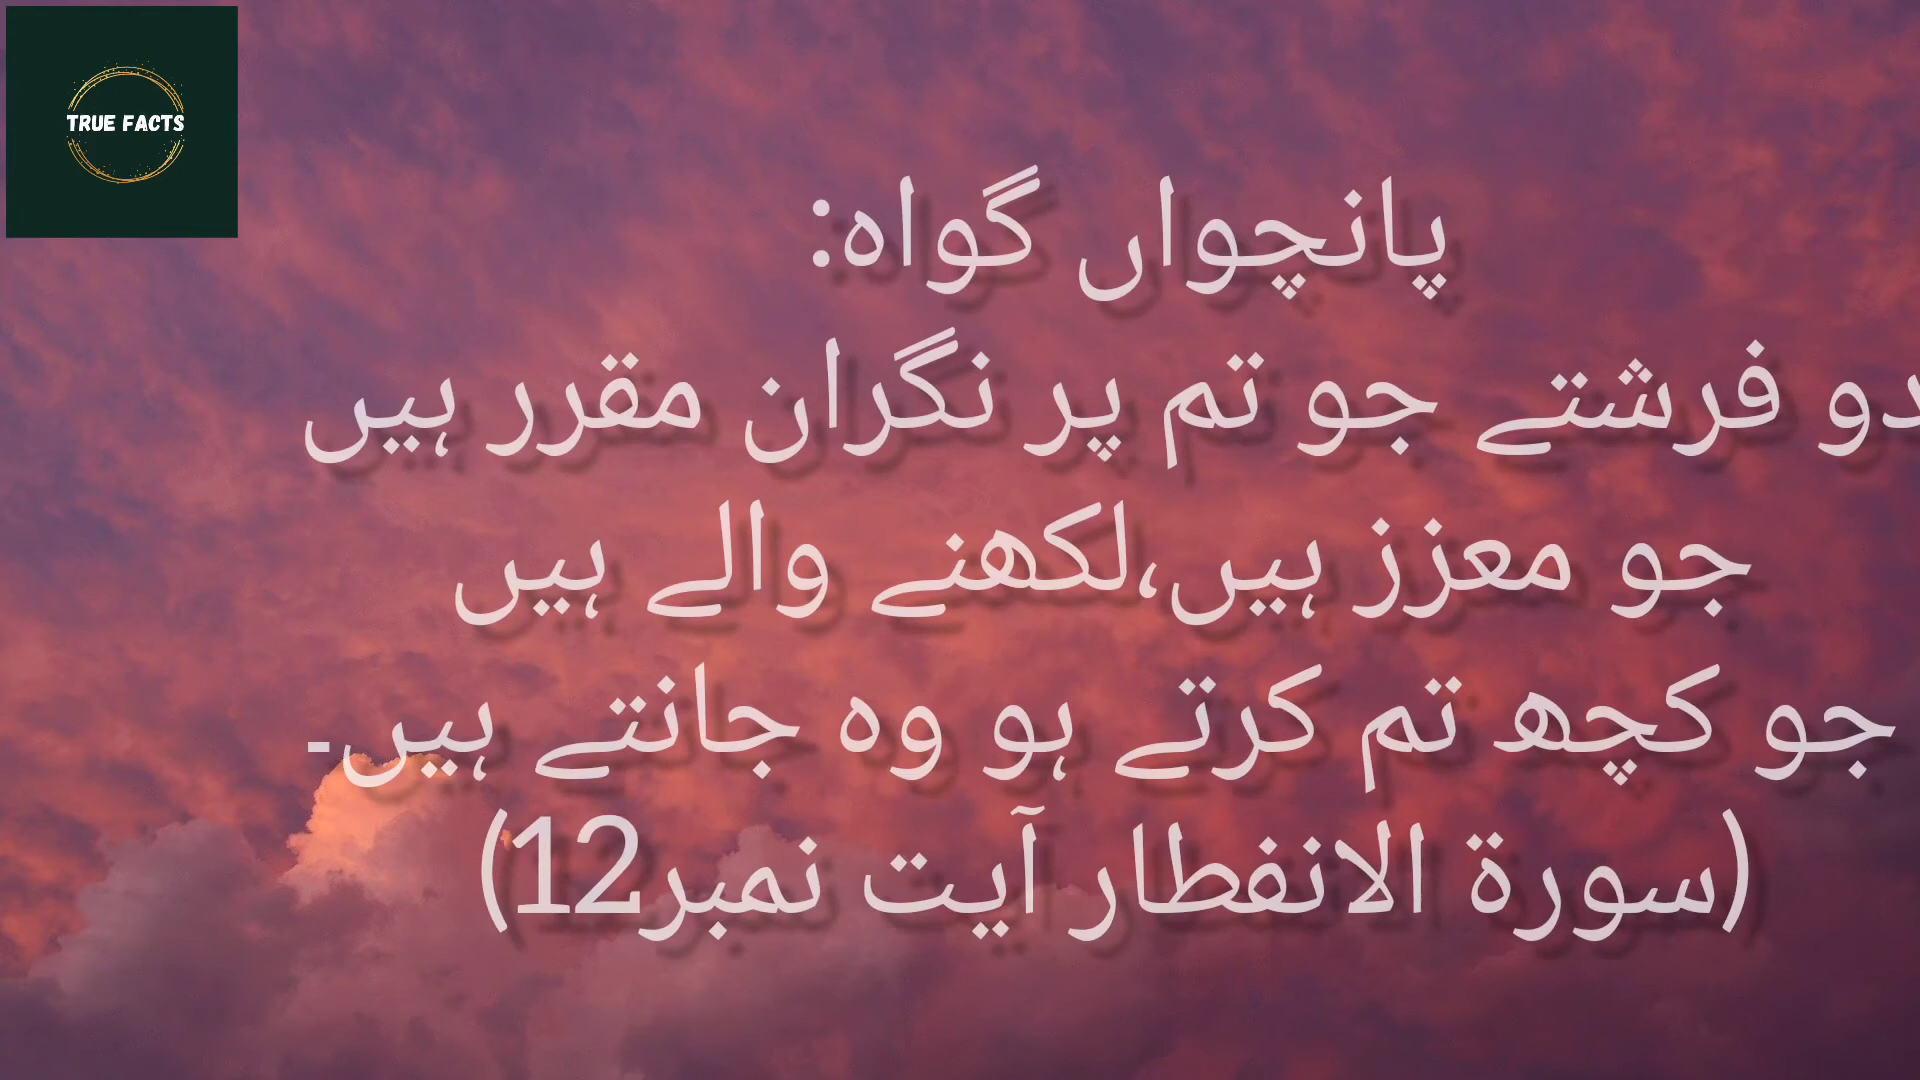 TRUE FACTS
پانچواں گواہ:
دو فرشتے جو تم پر نگران مقرر ہیں
جو معزز ہیں،لکھنے والے ہیں
جو کچھ تم کرتے ہو وہ جانتے ہیں۔
(سورۃ الانفطار آیت نمبر12)